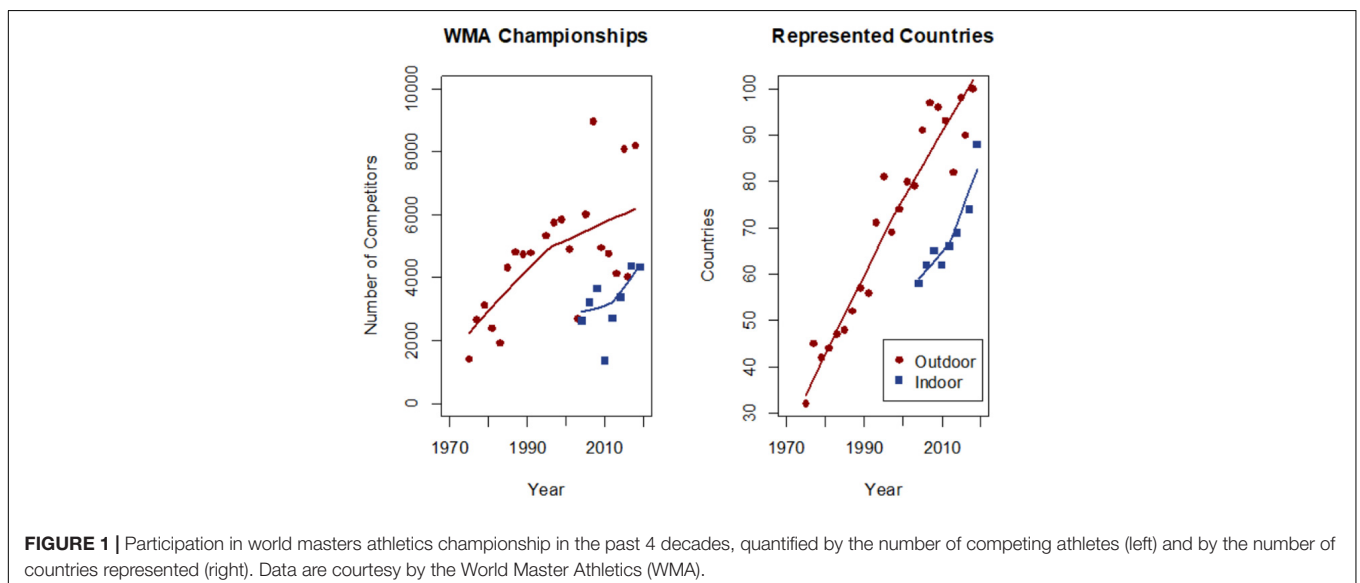 WMA Championships
Number of Competitors
10000
8000
6000
4000
2000
0
1970
1990
2010
Year
Represented Countries
Countries
100
90
80
70
60
50
40
30
Outdoor
Indoor
1970
1990
2010
Year
FIGURE 1 | Participation in world masters athletics championship in the past 4 decades, quantified by the number of competing athletes (left) and by the number of
countries represented (right). Data are courtesy by the World Master Athletics (WMA).